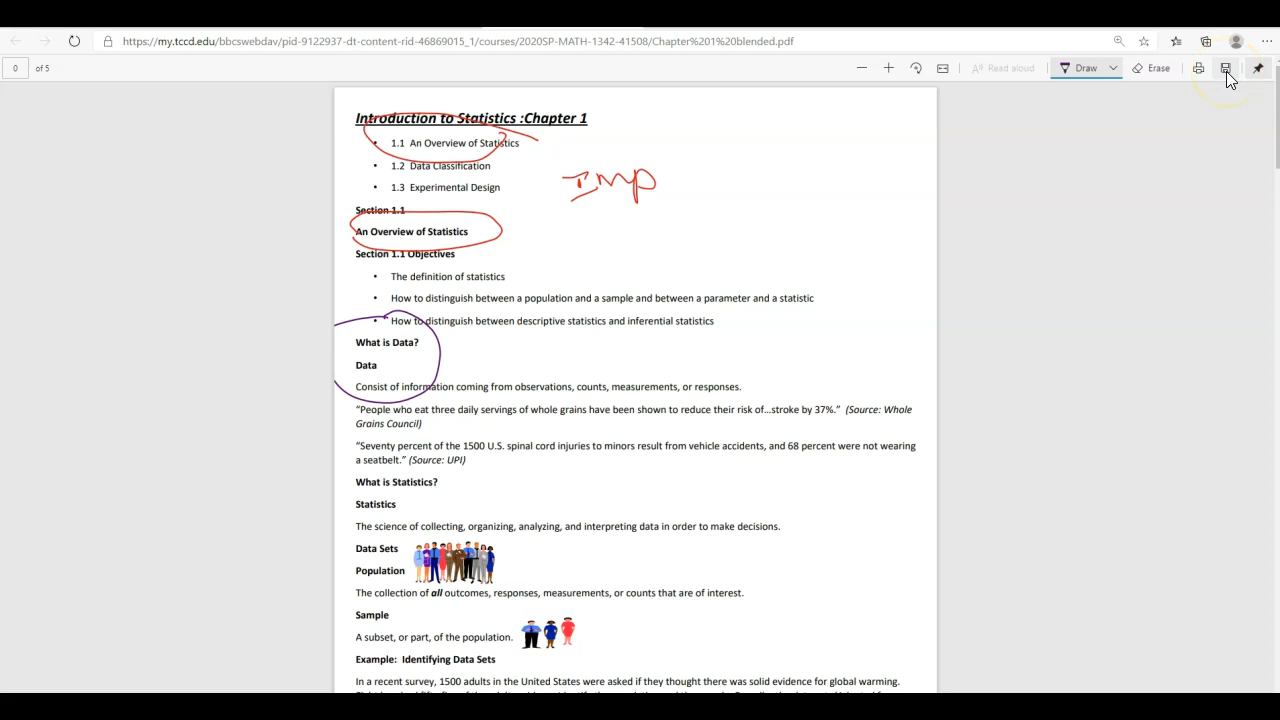 https://my.tccd.edu/bbcswebdav/pid-9122937-dt-content-rid-46869015_1/courses/2020SP-MATH-1342-41508/Chapter%201%20blended.pdf
0 of 5 Read aloud Draw Erase
Introduction to Statistics :Chapter 1
• 1.1 An Overview of Statistics
• 1.2 Data Classification
Imp
• 1.3 Experimental Design
Section 1.1
An Overview of Statistics
Section 1.1 Objectives
• The definition of statistics
• How to distinguish between a population and a sample and between a parameter and a statistic
• How to distinguish between descriptive statistics and inferential statistics
What is Data?
Data
Consist of information coming from observations, counts, measurements, or responses.
“People who eat three daily servings of whole grains have been shown to reduce their risk of…stroke by 37%.” (Source: Whole
Grains Council)
“Seventy percent of the 1500 U.S. spinal cord injuries to minors result from vehicle accidents, and 68 percent were not wearing
a seatbelt.” (Source: UPI)
What is Statistics?
Statistics
The science of collecting, organizing, analyzing, and interpreting data in order to make decisions.
Data Sets
Population
The collection of all outcomes, responses, measurements, or counts that are of interest.
Sample
A subset, or part, of the population.
Example: Identifying Data Sets
In a recent survey, 1500 adults in the United States were asked if they thought there was solid evidence for global warming.